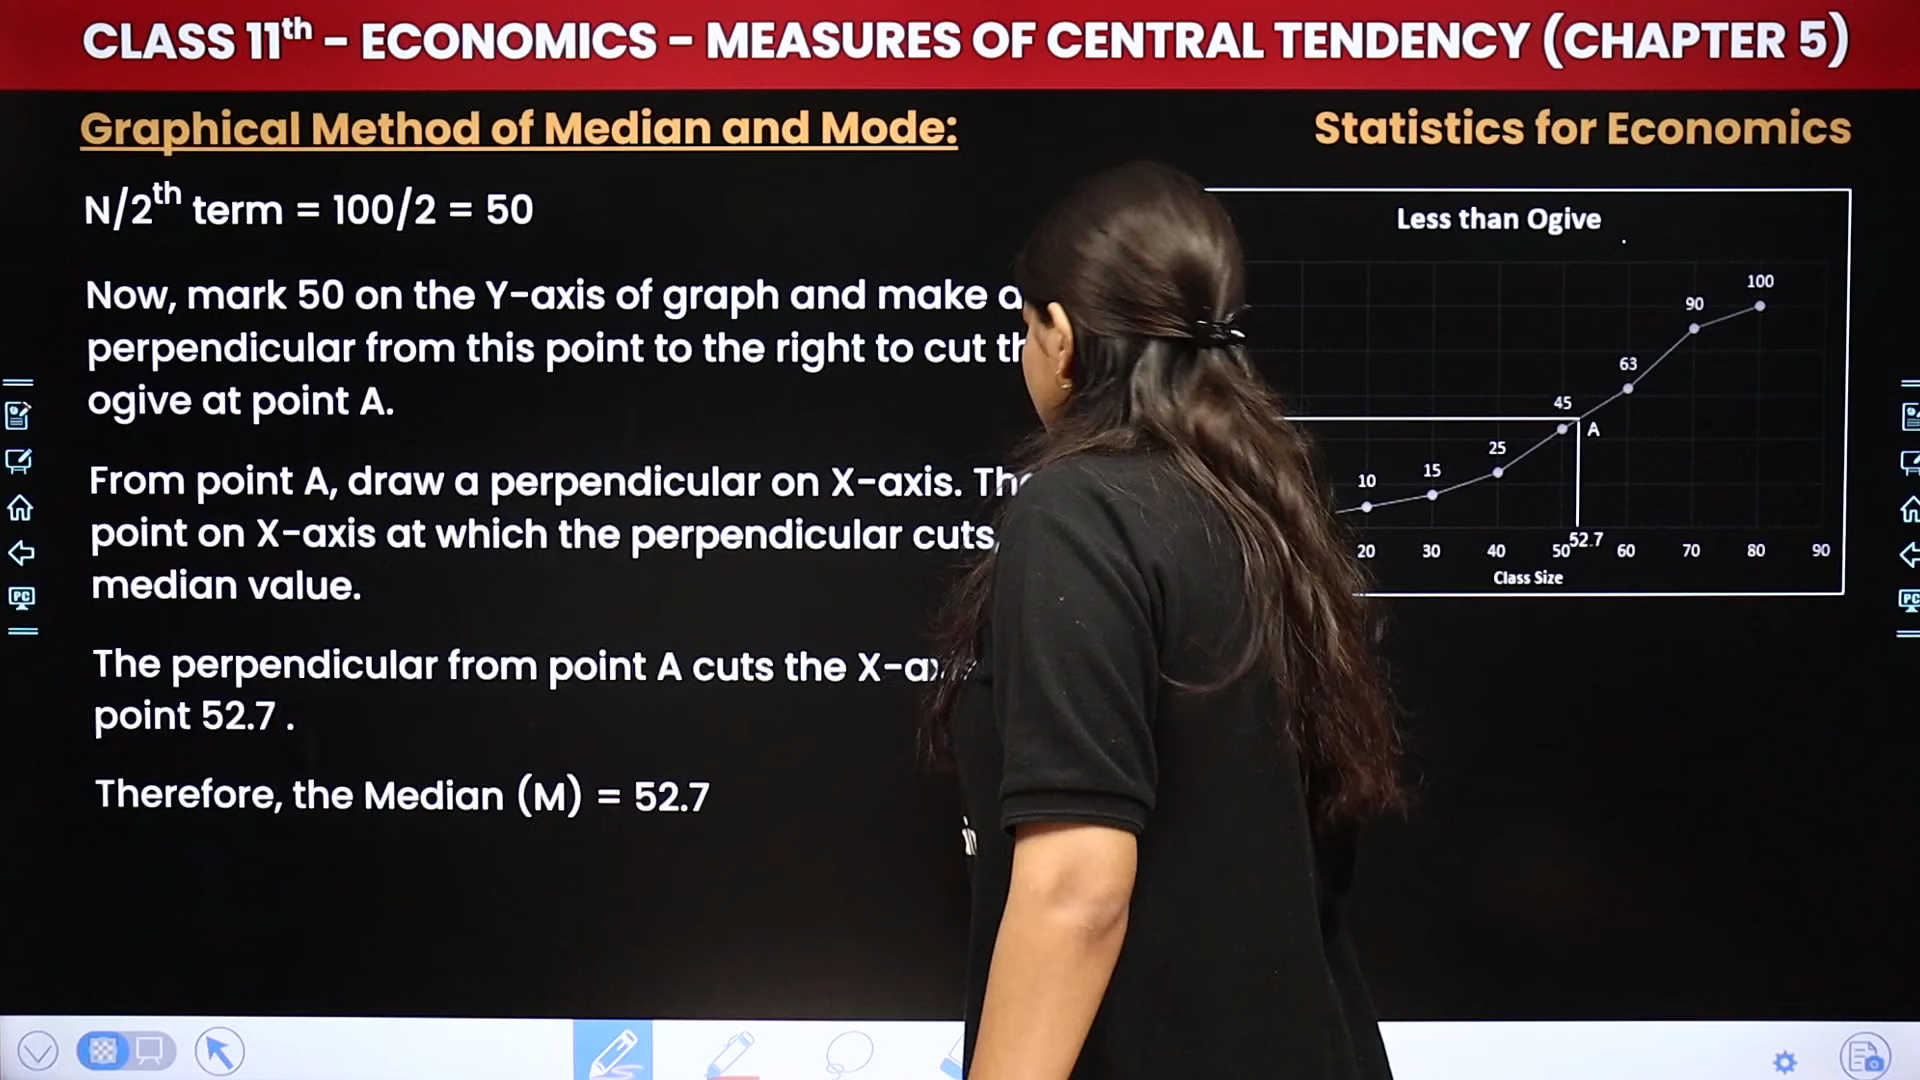 CLASS 11th - ECONOMICS - MEASURES OF CENTRAL TENDENCY (CHAPTER 5)
Graphical Method of Median and Mode:
Statistics for Economics
N/2th term = 100/2 = 50
Now, mark 50 on the Y-axis of graph and make a
perpendicular from this point to the right to cut
ogive at point A.
From point A, draw a perpendicular on X-axis.
point on X-axis at which the perpendicular cuts,
median value.
The perpendicular from point A cuts the
point 52.7 .
Therefore, the Median (M) = 52.7
Less than Ogive
100
90
63
45
A
25
15
10
20 30 40 50 52.7 60 70 80 90
Class Size
PC
PC